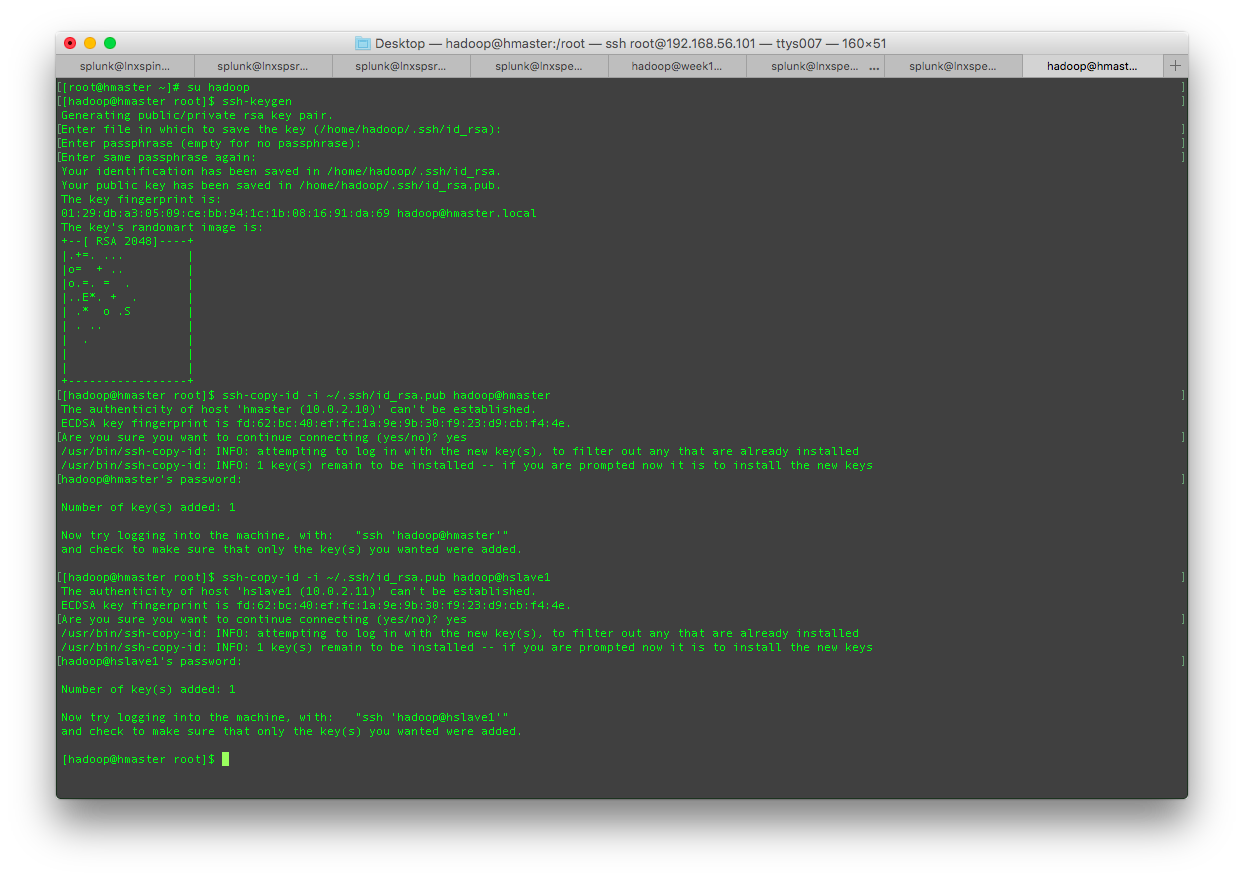 Desktop — hadoop@hmaster:/root — ssh root@192.168.56.101 — ttys007 — 160×51
splunk@lnxspin... splunk@lnxspsr... splunk@lnxspsr... splunk@lnxspe... hadoop@week1... splunk@lnxspe... ... splunk@lnxspe... hadoop@hmast... +
[[root@hmaster ~]# su hadoop ]
[[hadoop@hmaster root]$ ssh-keygen ]
Generating public/private rsa key pair.
[Enter file in which to save the key (/home/hadoop/.ssh/id_rsa): ]
[Enter passphrase (empty for no passphrase): ]
[Enter same passphrase again: ]
Your identification has been saved in /home/hadoop/.ssh/id_rsa.
Your public key has been saved in /home/hadoop/.ssh/id_rsa.pub.
The key fingerprint is:
01:29:db:a3:05:09:ce:bb:94:1c:1b:08:16:91:da:69 hadoop@hmaster.local
The key's randomart image is:
+--[ RSA 2048]----+
|.+=. ...         |
|o=  + ..         |
|o.=. =  .        |
|..E*. +  .       |
| .*  o .S        |
| . ..            |
|  .              |
|                 |
|                 |
+-----------------+
[[hadoop@hmaster root]$ ssh-copy-id -i ~/.ssh/id_rsa.pub hadoop@hmaster ]
The authenticity of host 'hmaster (10.0.2.10)' can't be established.
ECDSA key fingerprint is fd:62:bc:40:ef:fc:1a:9e:9b:30:f9:23:d9:cb:f4:4e.
[Are you sure you want to continue connecting (yes/no)? yes ]
/usr/bin/ssh-copy-id: INFO: attempting to log in with the new key(s), to filter out any that are already installed
/usr/bin/ssh-copy-id: INFO: 1 key(s) remain to be installed -- if you are prompted now it is to install the new keys
[hadoop@hmaster's password: ]
Number of key(s) added: 1
Now try logging into the machine, with:   "ssh 'hadoop@hmaster'"
and check to make sure that only the key(s) you wanted were added.
[[hadoop@hmaster root]$ ssh-copy-id -i ~/.ssh/id_rsa.pub hadoop@hslave1 ]
The authenticity of host 'hslave1 (10.0.2.11)' can't be established.
ECDSA key fingerprint is fd:62:bc:40:ef:fc:1a:9e:9b:30:f9:23:d9:cb:f4:4e.
[Are you sure you want to continue connecting (yes/no)? yes ]
/usr/bin/ssh-copy-id: INFO: attempting to log in with the new key(s), to filter out any that are already installed
/usr/bin/ssh-copy-id: INFO: 1 key(s) remain to be installed -- if you are prompted now it is to install the new keys
[hadoop@hslave1's password: ]
Number of key(s) added: 1
Now try logging into the machine, with:   "ssh 'hadoop@hslave1'"
and check to make sure that only the key(s) you wanted were added.
[hadoop@hmaster root]$